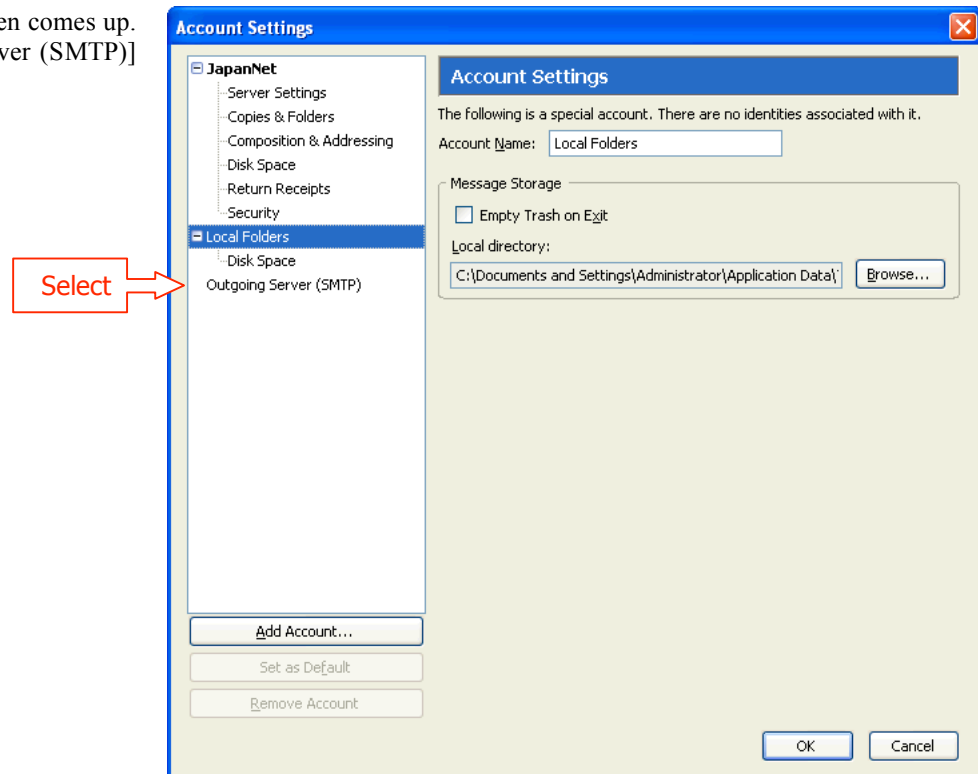 en comes up.
ver (SMTP)]
Account Settings
JapanNet
Server Settings
Copies & Folders
Composition & Addressing
Disk Space
Return Receipts
Security
Local Folders
Disk Space
Outgoing Server (SMTP)
Select
Add Account...
Set as Default
Remove Account
Account Settings
The following is a special account. There are no identities associated with it.
Account Name: Local Folders
Message Storage
Empty Trash on Exit
Local directory:
C:\Documents and Settings\Administrator\Application Data\ Browse...
OK Cancel